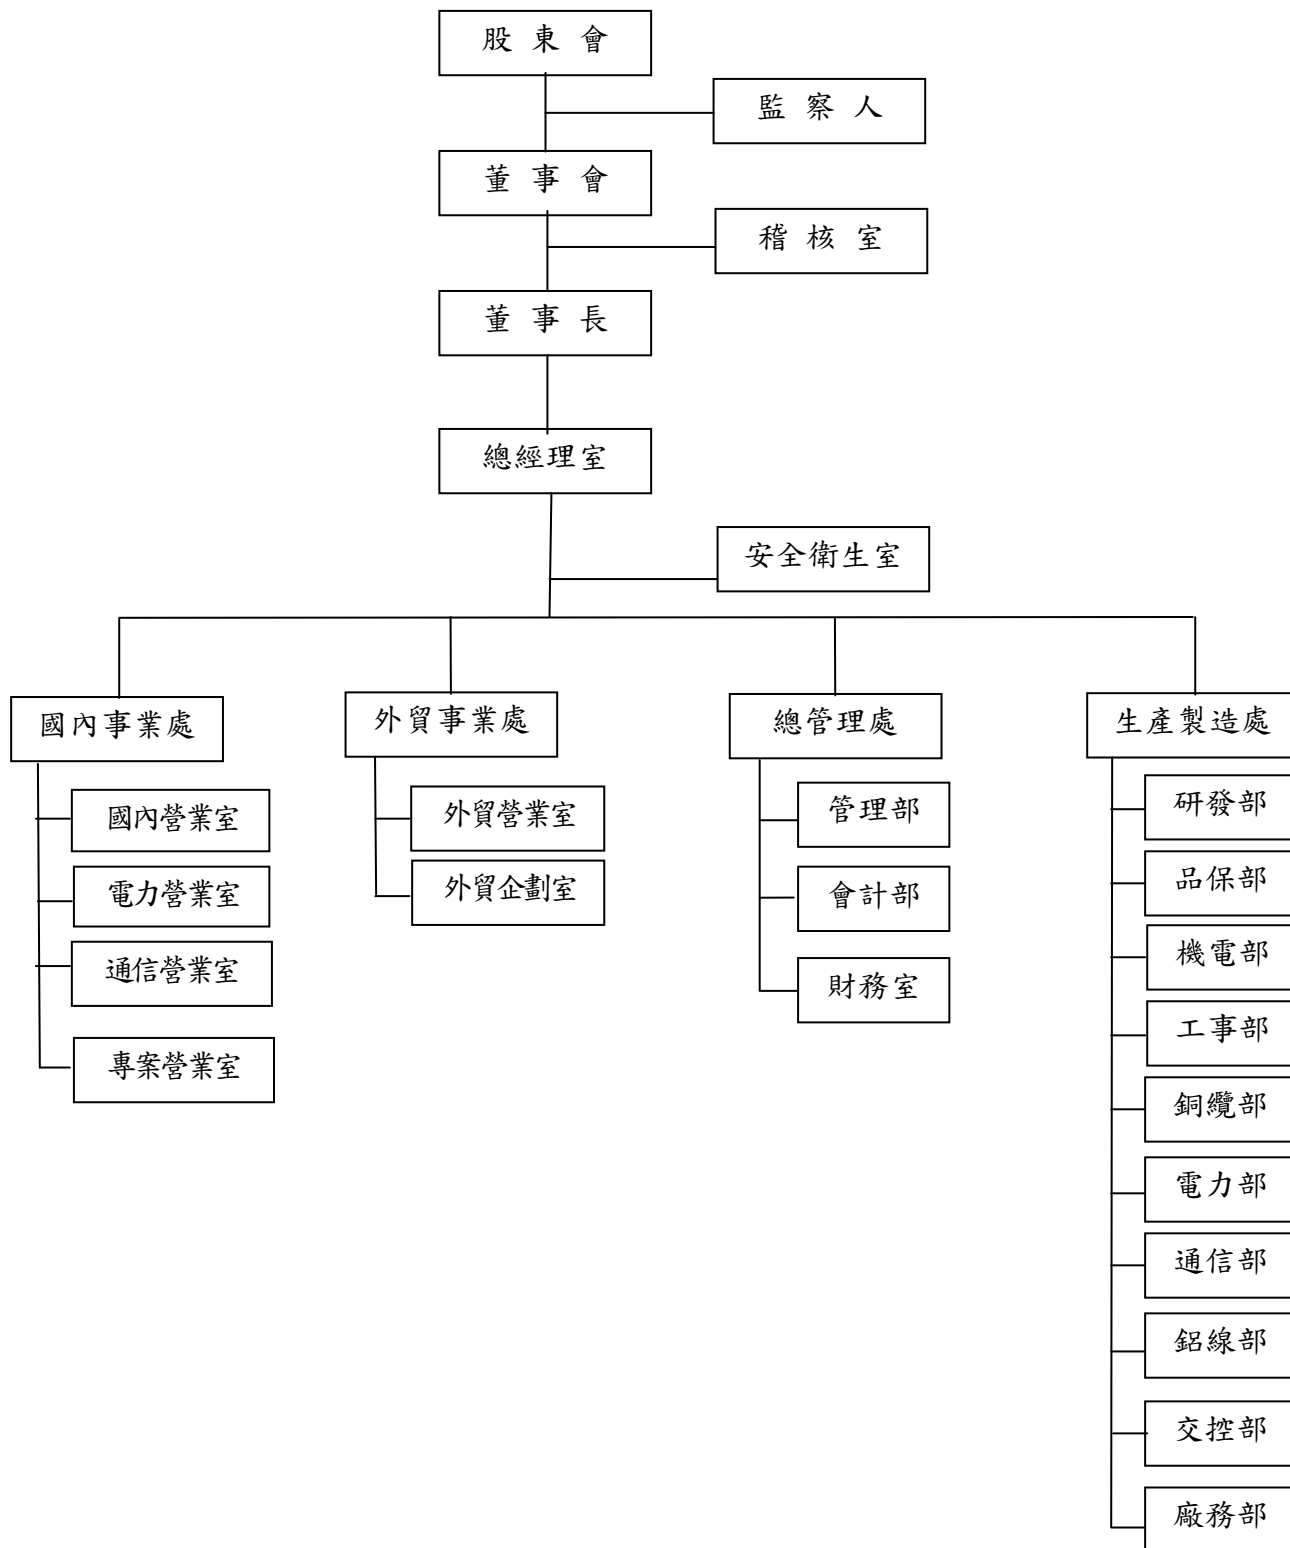 股東會
監察人
董事會
稽核室
董事長
總經理室
安全衛生室
國內事業處
國內營業室
電力營業室
通信營業室
專案營業室
外貿事業處
外貿營業室
外貿企劃室
總管理處
管理部
會計部
財務室
生產製造處
研發部
品保部
機電部
工事部
銅纜部
電力部
通信部
鋁線部
交控部
廠務部